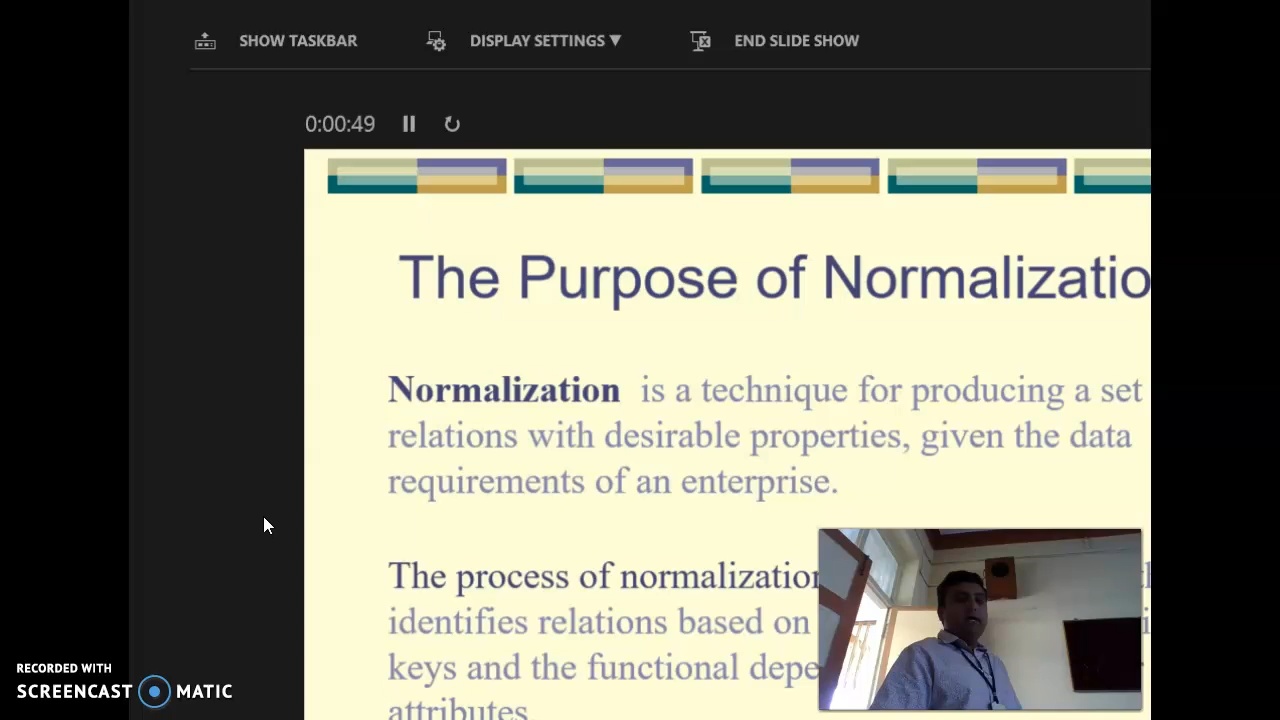 SHOW TASKBAR DISPLAY SETTINGS ▼ END SLIDE SHOW
0:00:49
The Purpose of Normalizatio
Normalization is a technique for producing a set
relations with desirable properties, given the data
requirements of an enterprise.
The process of normalization
identifies relations based on
keys and the functional depe
attributes.
RECORDED WITH
SCREENCAST MATIC